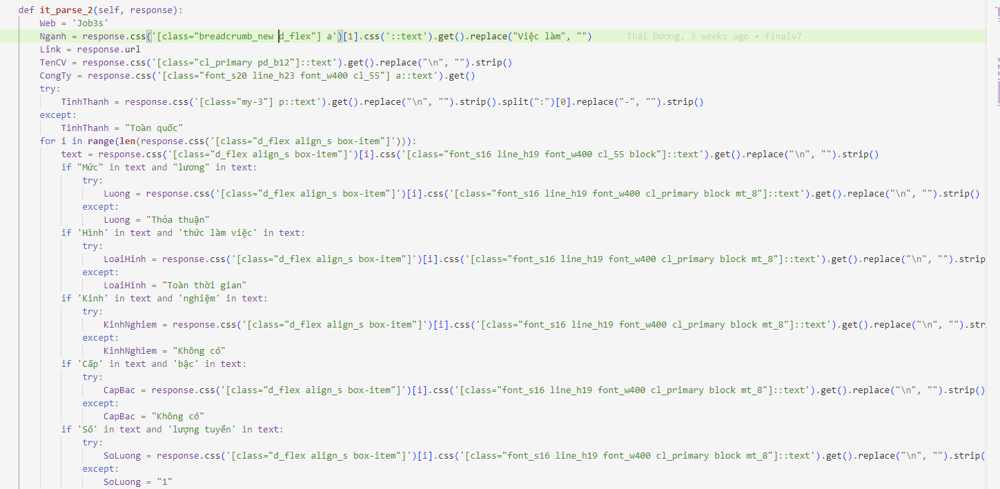 def it_parse_2(self, response):
    Web = 'Job3s'
    Nganh = response.css('[class="breadcrumb_new d_flex"] a')[1].css('::text').get().replace("Việc làm", "")    Thái Dương, 3 weeks ago • finalv7
    Link = response.url
    TenCV = response.css('[class="cl_primary pd_b12"]::text').get().replace("\n", "").strip()
    CongTy = response.css('[class="font_s20 line_h23 font_w400 cl_55"] a::text').get()
    try:
        TinhThanh = response.css('[class="my-3"] p::text').get().replace("\n", "").strip().split(":")[0].replace("-", "").strip()
    except:
        TinhThanh = "Toàn quốc"
    for i in range(len(response.css('[class="d_flex align_s box-item"]'))):
        text = response.css('[class="d_flex align_s box-item"]')[i].css('[class="font_s16 line_h19 font_w400 cl_55 block"]::text').get().replace("\n", "").strip()
        if "Mức" in text and "lương" in text:
            try:
                Luong = response.css('[class="d_flex align_s box-item"]')[i].css('[class="font_s16 line_h19 font_w400 cl_primary block mt_8"]::text').get().replace("\n", "").strip()
            except:
                Luong = "Thỏa thuận"
        if 'Hình' in text and 'thức làm việc' in text:
            try:
                LoaiHinh = response.css('[class="d_flex align_s box-item"]')[i].css('[class="font_s16 line_h19 font_w400 cl_primary block mt_8"]::text').get().replace("\n", "").strip
            except:
                LoaiHinh = "Toàn thời gian"
        if 'Kinh' in text and 'nghiệm' in text:
            try:
                KinhNghiem = response.css('[class="d_flex align_s box-item"]')[i].css('[class="font_s16 line_h19 font_w400 cl_primary block mt_8"]::text').get().replace("\n", "").str
            except:
                KinhNghiem = "Không có"
        if 'Cấp' in text and 'bậc' in text:
            try:
                CapBac = response.css('[class="d_flex align_s box-item"]')[i].css('[class="font_s16 line_h19 font_w400 cl_primary block mt_8"]::text').get().replace("\n", "").strip()
            except:
                CapBac = "Không có"
        if 'Số' in text and 'lượng tuyển' in text:
            try:
                SoLuong = response.css('[class="d_flex align_s box-item"]')[i].css('[class="font_s16 line_h19 font_w400 cl_primary block mt_8"]::text').get().replace("\n", "").strip(
            except:
                SoLuong = "1"